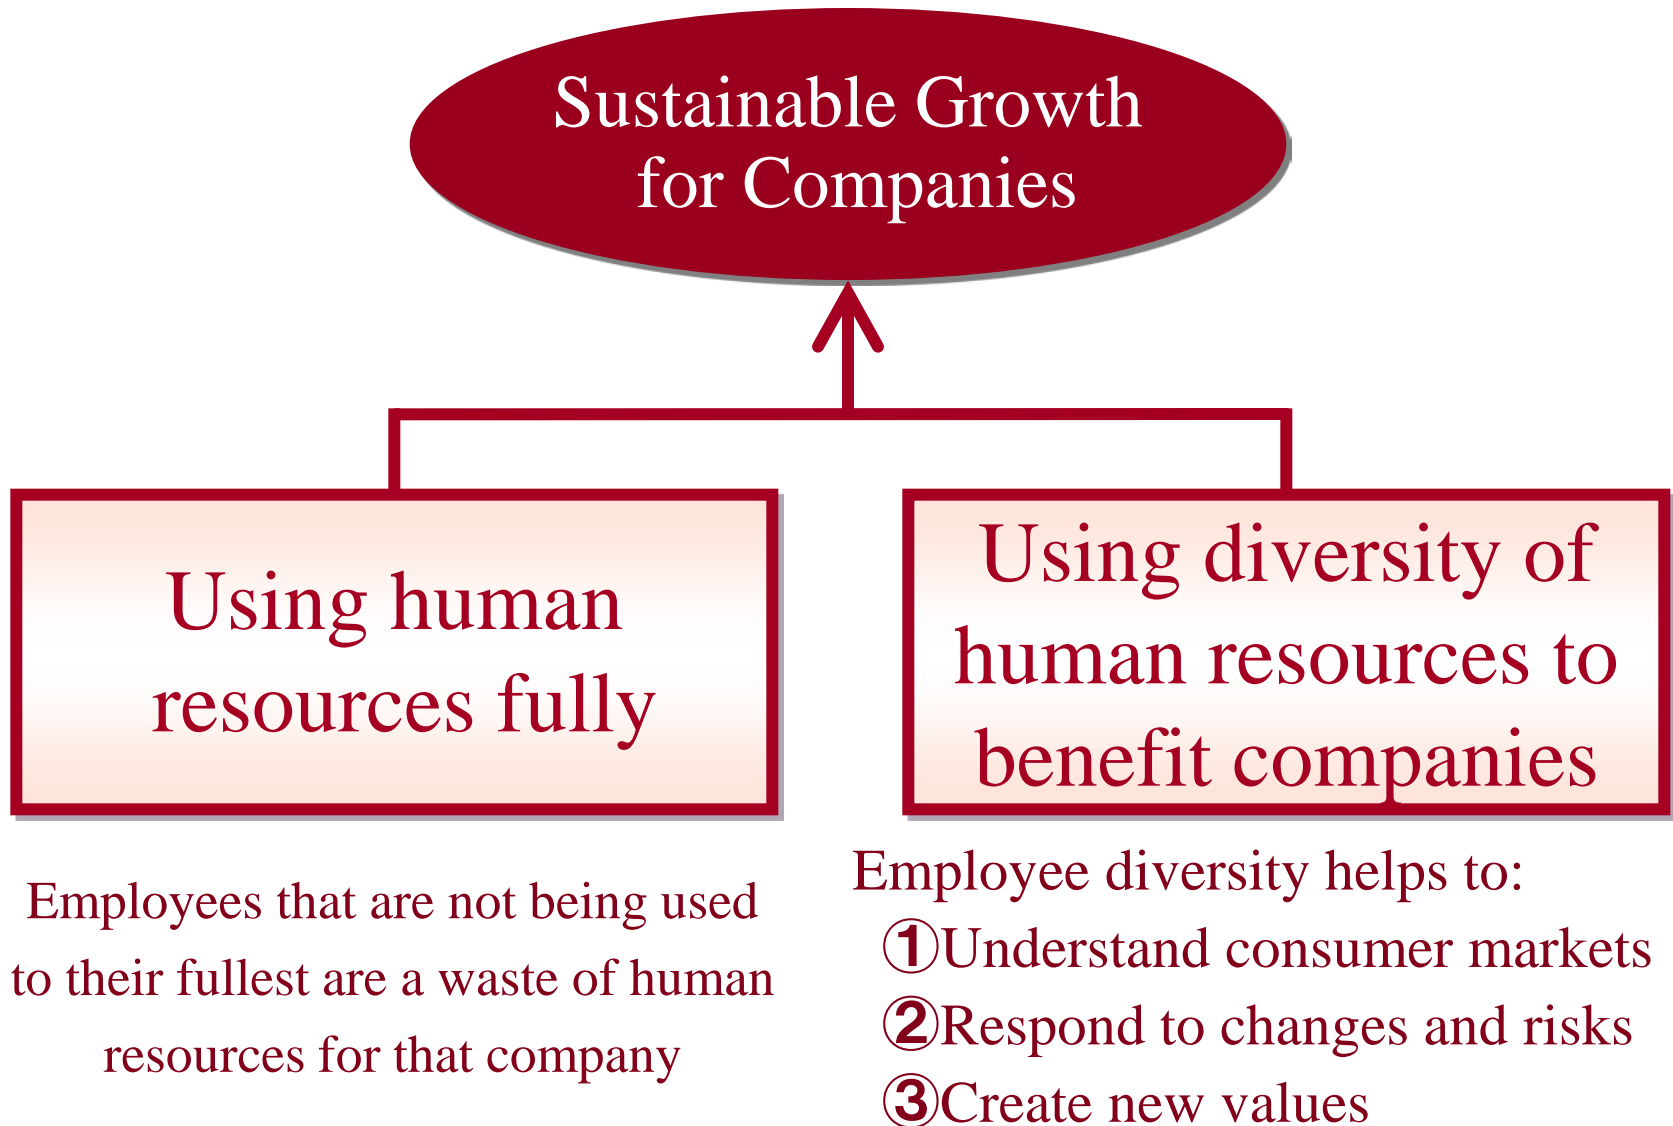 Sustainable Growth
for Companies
Using human
resources fully
Employees that are not being used
to their fullest are a waste of human
resources for that company
Using diversity of
human resources to
benefit companies
Employee diversity helps to:
①Understand consumer markets
②Respond to changes and risks
③Create new values